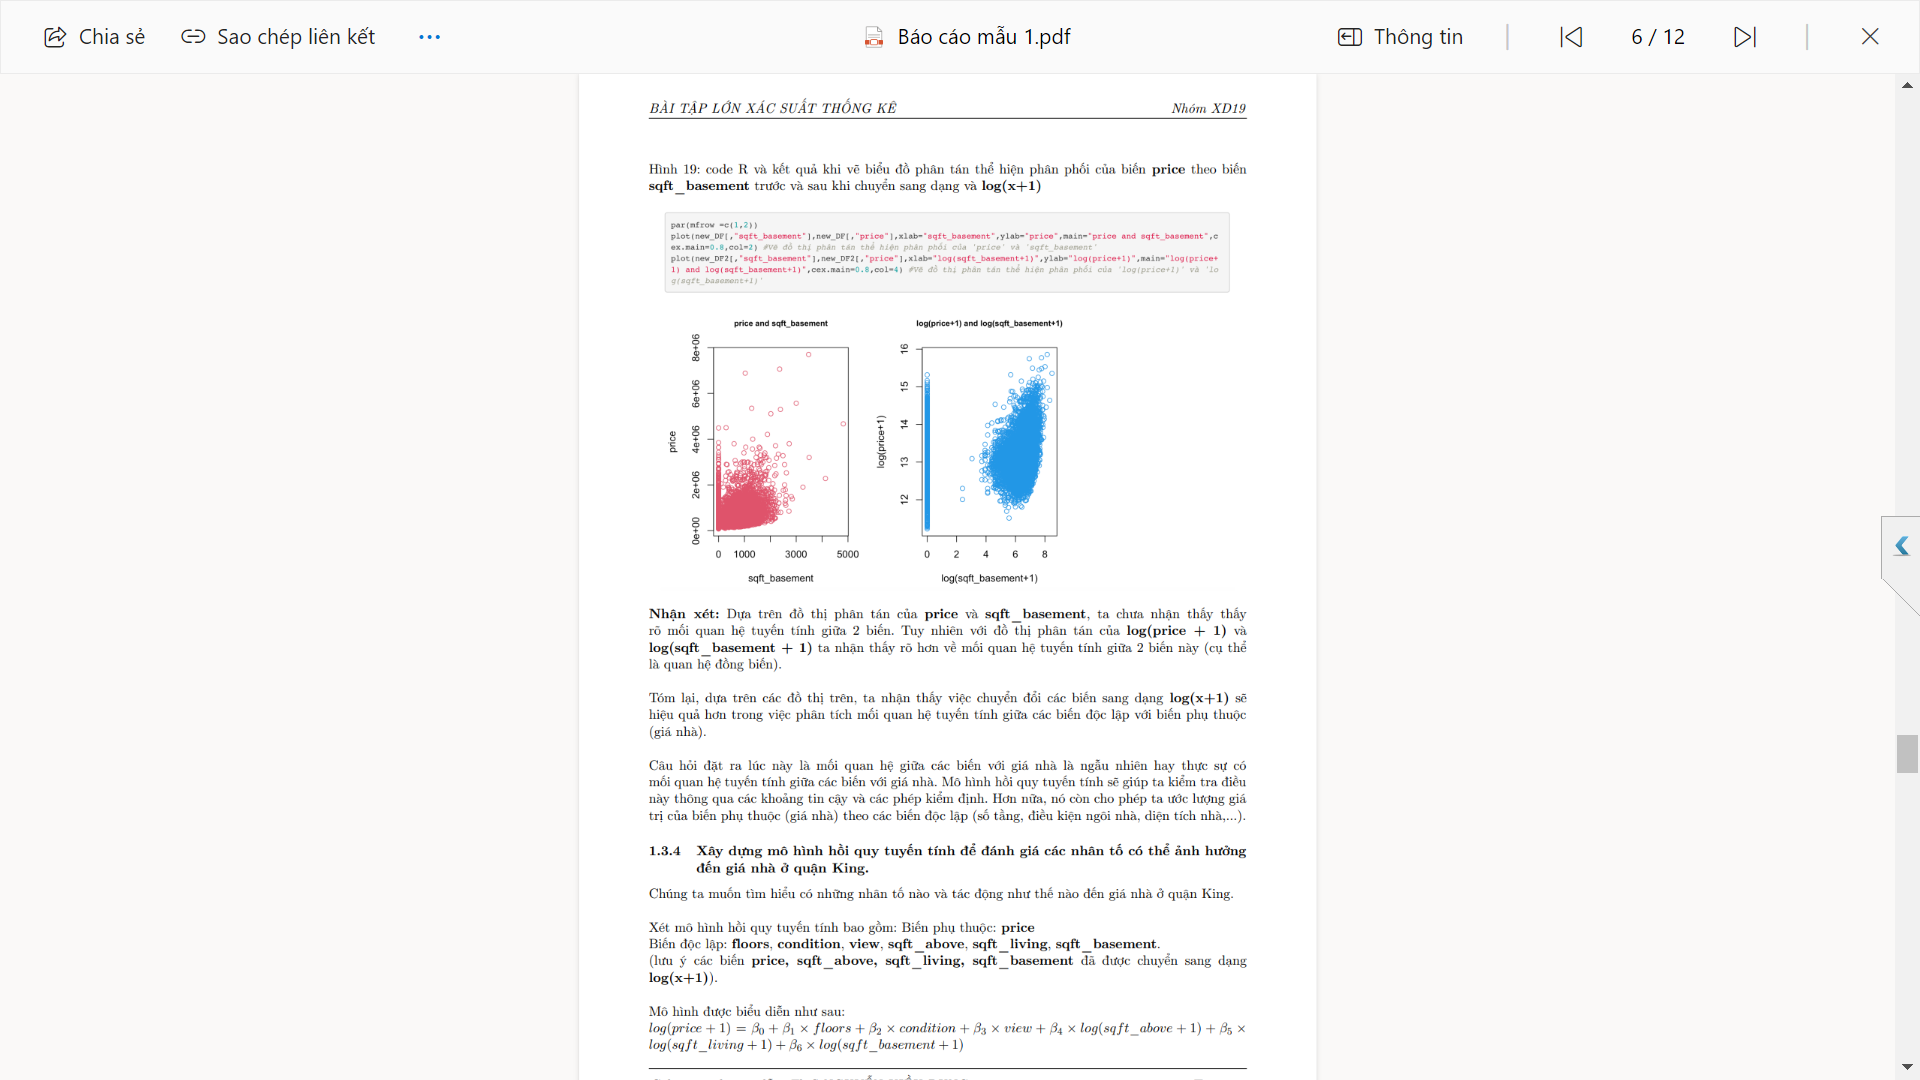 Chia sẻ
Sao chép liên kết
Báo cáo mẫu 1.pdf
Thông tin
6 / 12
BÀI TẬP LỚN XÁC SUẤT THỐNG KÊ
Nhóm XD19
Hình 19: code R và kết quả khi vẽ biểu đồ phân tán thể hiện phân phối của biến price theo biến
sqft_basement trước và sau khi chuyển sang dạng và log(x+1)
par(mfrow =c(1,2))
plot(new_DF[,"sqft_basement"],new_DF[,"price"],xlab="sqft_basement",ylab="price",main="price and sqft_basement",c
ex.main=0.8,col=2) #Vẽ đồ thị phân tán thể hiện phân phối của 'price' và 'sqft_basement'
plot(new_DF2[,"sqft_basement"],new_DF2[,"price"],xlab="log(sqft_basement+1)",ylab="log(price+1)",main="log(price+
1) and log(sqft_basement+1)",cex.main=0.8,col=4) #Vẽ đồ thị phân tán thể hiện phân phối của 'log(price+1)' và 'lo
g(sqft_basement+1)'
price and sqft_basement
price
8e+06
6e+06
4e+06
2e+06
0e+00
0 1000 3000 5000
sqft_basement
log(price+1) and log(sqft_basement+1)
log(price+1)
16
15
14
13
12
0 2 4 6 8
log(sqft_basement+1)
Nhận xét: Dựa trên đồ thị phân tán của price và sqft_basement, ta chưa nhận thấy thấy
rõ mối quan hệ tuyến tính giữa 2 biến. Tuy nhiên với đồ thị phân tán của log(price + 1) và
log(sqft_basement + 1) ta nhận thấy rõ hơn về mối quan hệ tuyến tính giữa 2 biến này (cụ thể
là quan hệ đồng biến).
Tóm lại, dựa trên các đồ thị trên, ta nhận thấy việc chuyển đổi các biến sang dạng log(x+1) sẽ
hiệu quả hơn trong việc phân tích mối quan hệ tuyến tính giữa các biến độc lập với biến phụ thuộc
(giá nhà).
Câu hỏi đặt ra lúc này là mối quan hệ giữa các biến với giá nhà là ngẫu nhiên hay thực sự có
mối quan hệ tuyến tính giữa các biến với giá nhà. Mô hình hồi quy tuyến tính sẽ giúp ta kiểm tra điều
này thông qua các khoảng tin cậy và các phép kiểm định. Hơn nữa, nó còn cho phép ta ước lượng giá
trị của biến phụ thuộc (giá nhà) theo các biến độc lập (số tầng, điều kiện ngôi nhà, diện tích nhà,...).
1.3.4 Xây dựng mô hình hồi quy tuyến tính để đánh giá các nhân tố có thể ảnh hưởng
đến giá nhà ở quận King.
Chúng ta muốn tìm hiểu có những nhân tố nào và tác động như thế nào đến giá nhà ở quận King.
Xét mô hình hồi quy tuyến tính bao gồm: Biến phụ thuộc: price
Biến độc lập: floors, condition, view, sqft_above, sqft_living, sqft_basement.
(lưu ý các biến price, sqft_above, sqft_living, sqft_basement đã được chuyển sang dạng
log(x+1)).
Mô hình được biểu diễn như sau:
log(price + 1) = β₀ + β₁ × floors + β₂ × condition + β₃ × view + β₄ × log(sqft_above + 1) + β₅ ×
log(sqft_living + 1) + β₆ × log(sqft_basement + 1)